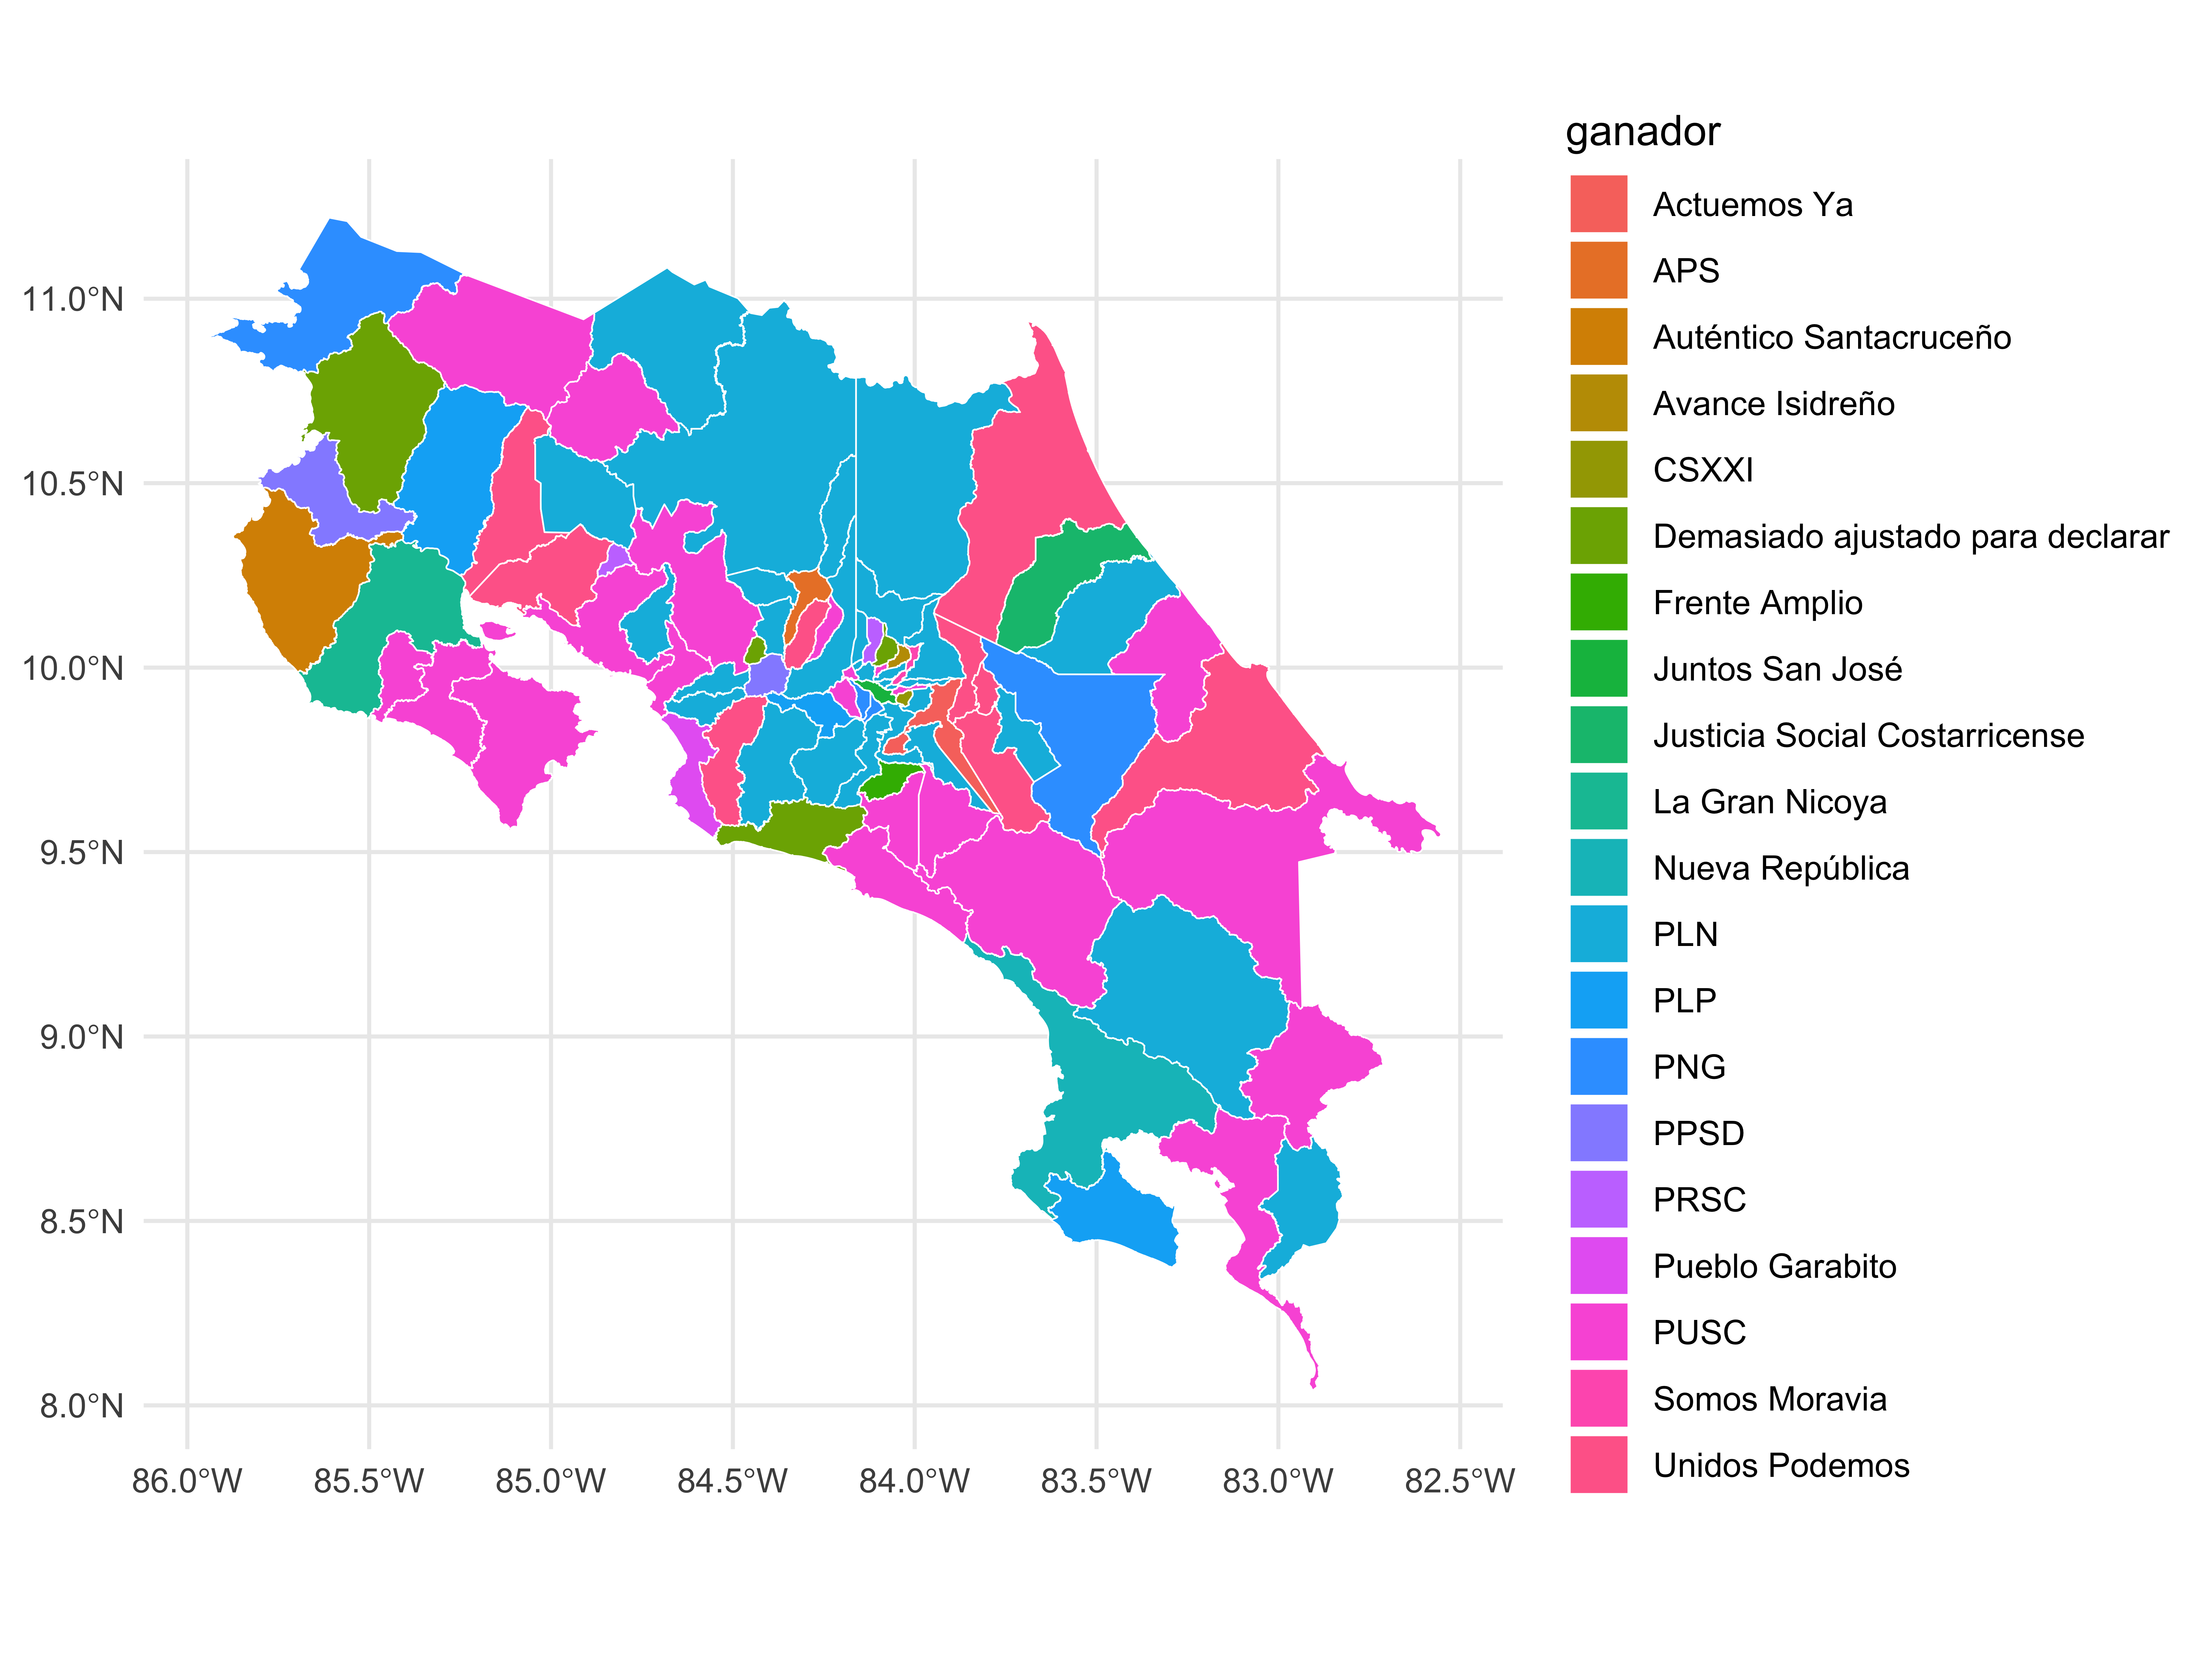 ganador
Actuemos Ya
APS
Auténtico Santacruceño
Avance Isidreño
CSXXI
Demasiado ajustado para declarar
Frente Amplio
Juntos San José
Justicia Social Costarricense
La Gran Nicoya
Nueva República
PLN
PLP
PNG
PPSD
PRSC
Pueblo Garabito
PUSC
Somos Moravia
Unidos Podemos
11.0°N
10.5°N
10.0°N
9.5°N
9.0°N
8.5°N
8.0°N
86.0°W 85.5°W 85.0°W 84.5°W 84.0°W 83.5°W 83.0°W 82.5°W